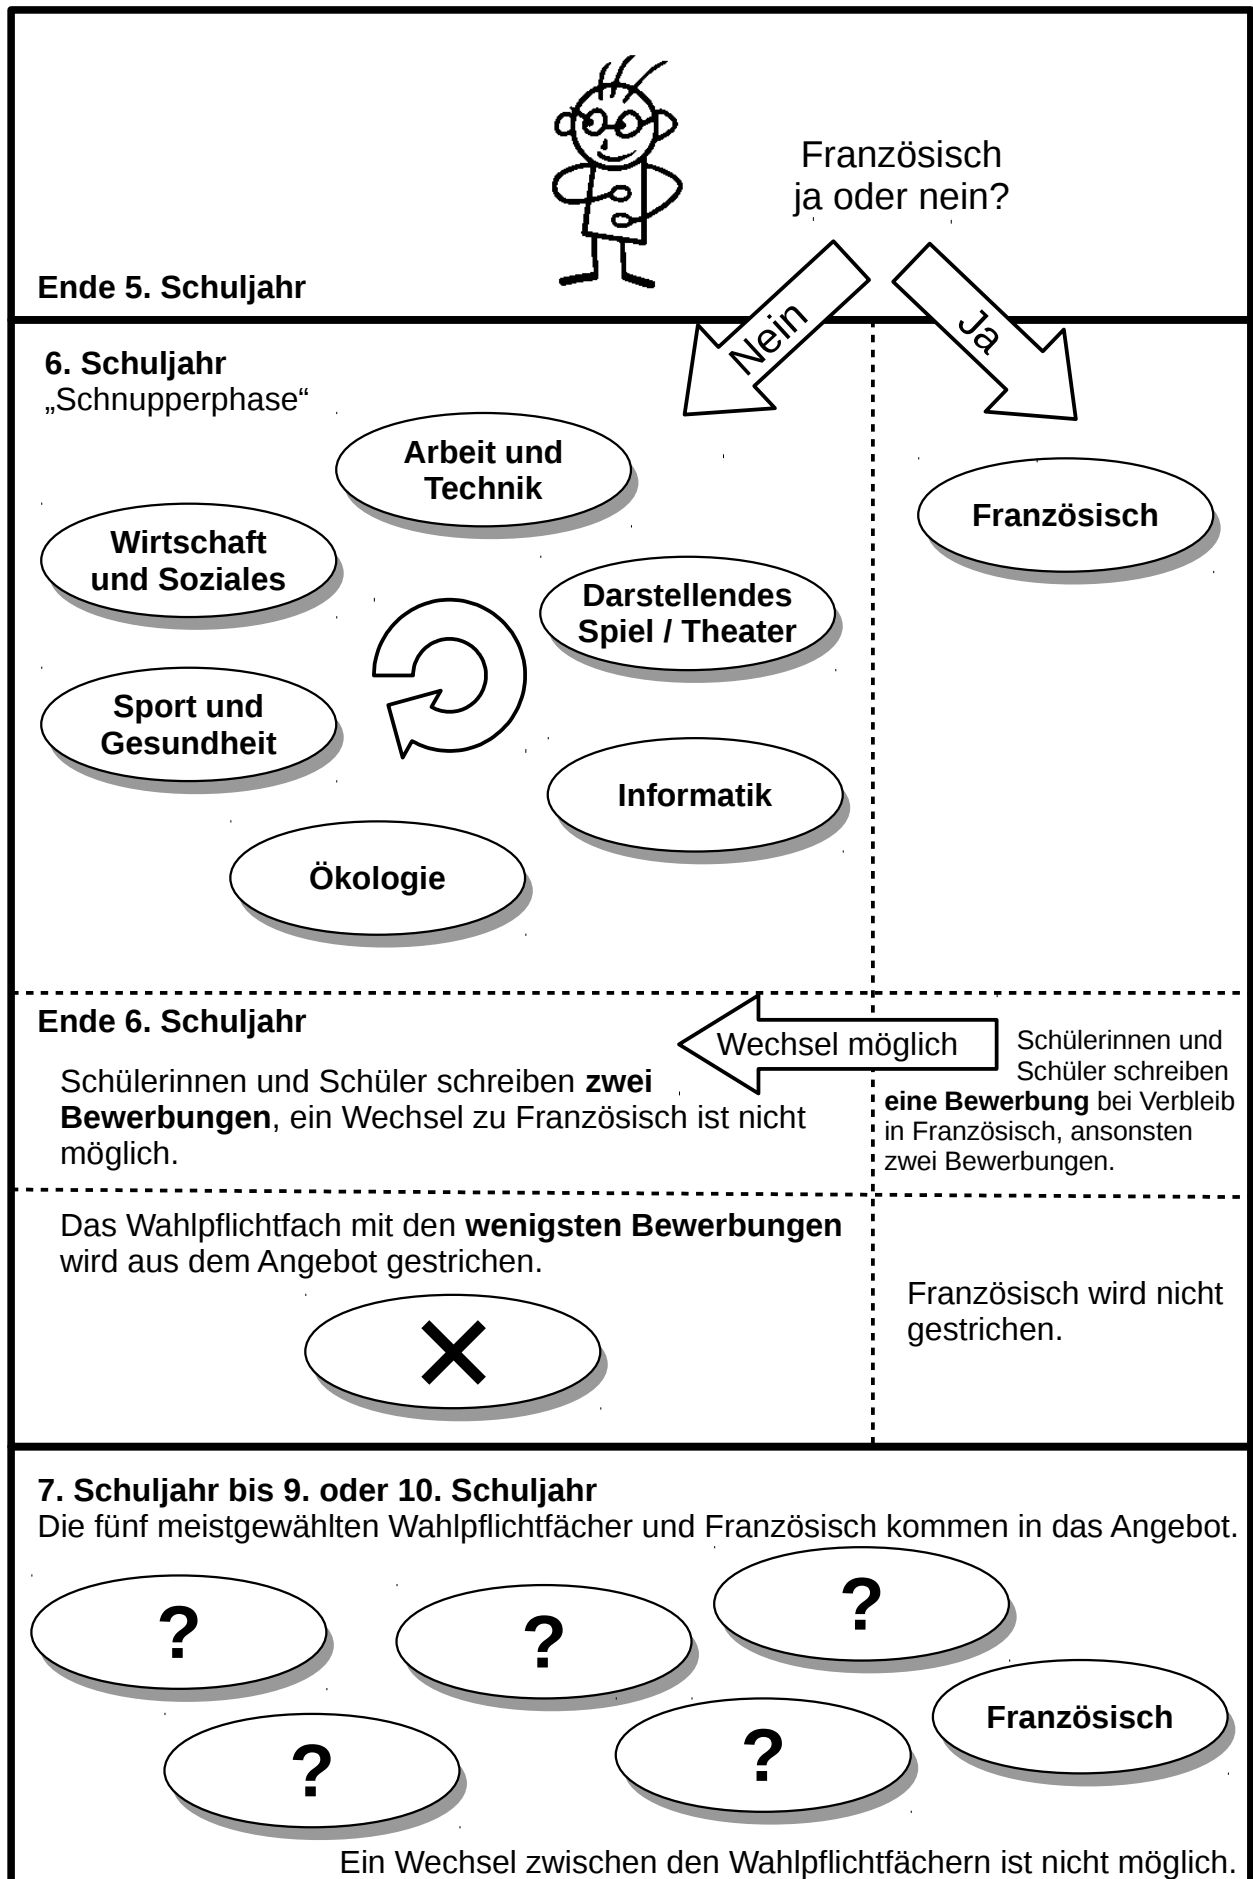 Französisch
ja oder nein?
Ende 5. Schuljahr
Nein
Ja
6. Schuljahr
„Schnupperphase“
Arbeit und
Technik
Französisch
Wirtschaft
und Soziales
Darstellendes
Spiel / Theater
Sport und
Gesundheit
Informatik
Ökologie
Ende 6. Schuljahr
Schülerinnen und Schüler schreiben zwei
Bewerbungen, ein Wechsel zu Französisch ist nicht
möglich.
Wechsel möglich
Schülerinnen und
Schüler schreiben
eine Bewerbung bei Verbleib
in Französisch, ansonsten
zwei Bewerbungen.
Das Wahlpflichtfach mit den wenigsten Bewerbungen
wird aus dem Angebot gestrichen.
Französisch wird nicht
gestrichen.
7. Schuljahr bis 9. oder 10. Schuljahr
Die fünf meistgewählten Wahlpflichtfächer und Französisch kommen in das Angebot.
?
?
?
?
?
Französisch
Ein Wechsel zwischen den Wahlpflichtfächern ist nicht möglich.